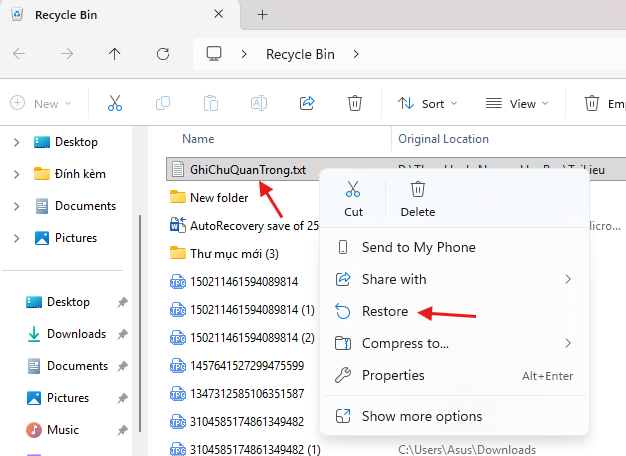 Recycle Bin
Recycle Bin
New
Sort
View
Name
Original Location
Desktop
Đính kèm
Documents
Pictures
Desktop
Downloads
Documents
Pictures
Music
GhiChuQuanTrong.txt
New folder
AutoRecovery save of 25
Micro...
Thư mục mới (3)
150211461594089814
150211461594089814 (1)
150211461594089814 (2)
1457641527299475599
1347312585106351587
3104585174861349482
3104585174861349482 (1)
C:\Users\Asus\Downloads
Cut
Delete
Send to My Phone
Share with
Restore
Compress to...
Properties
Alt+Enter
Show more options